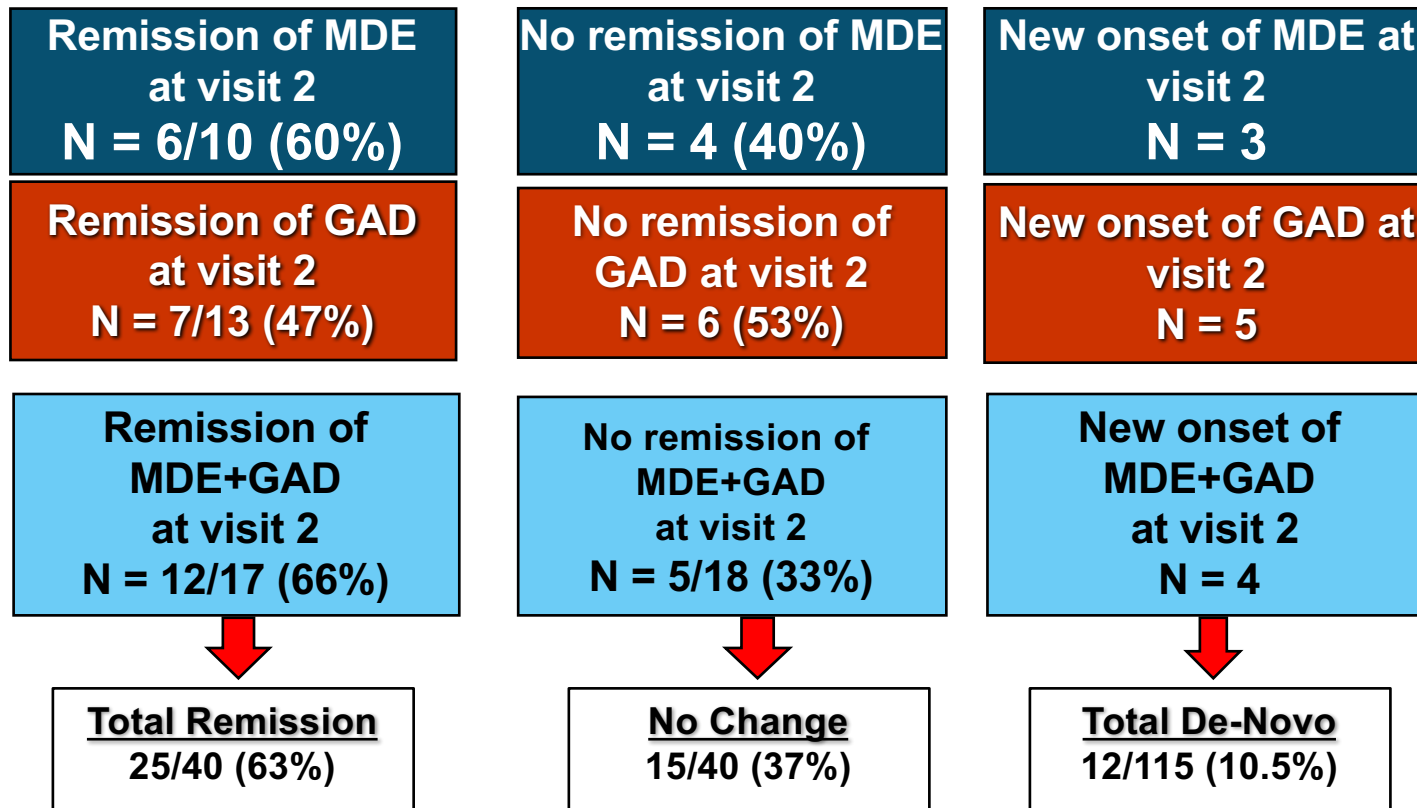 Remission of MDE
at visit 2
N = 6/10 (60%)
No remission of MDE
at visit 2
N = 4 (40%)
New onset of MDE at
visit 2
N = 3
Remission of GAD
at visit 2
N = 7/13 (47%)
No remission of
GAD at visit 2
N = 6 (53%)
New onset of GAD at
visit 2
N = 5
Remission of
MDE+GAD
at visit 2
N = 12/17 (66%)
No remission of
MDE+GAD
at visit 2
N = 5/18 (33%)
New onset of
MDE+GAD
at visit 2
N = 4
Total Remission
25/40 (63%)
No Change
15/40 (37%)
Total De-Novo
12/115 (10.5%)